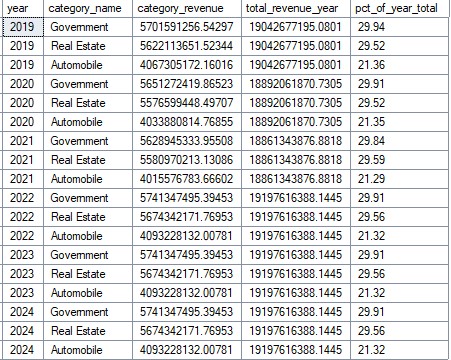 year category_name category_revenue total_revenue_year pct_of_year_total
2019 Government 5701591256.54297 19042677195.0801 29.94
2019 Real Estate 5622113651.52344 19042677195.0801 29.52
2019 Automobile 4067305172.16016 19042677195.0801 21.36
2020 Government 5651272419.86523 18892061870.7305 29.91
2020 Real Estate 5576599448.49707 18892061870.7305 29.52
2020 Automobile 4033880814.76855 18892061870.7305 21.35
2021 Government 5628945333.95508 18861343876.8818 29.84
2021 Real Estate 5580970213.13086 18861343876.8818 29.59
2021 Automobile 4015576783.66602 18861343876.8818 21.29
2022 Government 5741347495.39453 19197616388.1445 29.91
2022 Real Estate 5674342171.76953 19197616388.1445 29.56
2022 Automobile 4093228132.00781 19197616388.1445 21.32
2023 Government 5741347495.39453 19197616388.1445 29.91
2023 Real Estate 5674342171.76953 19197616388.1445 29.56
2023 Automobile 4093228132.00781 19197616388.1445 21.32
2024 Government 5741347495.39453 19197616388.1445 29.91
2024 Real Estate 5674342171.76953 19197616388.1445 29.56
2024 Automobile 4093228132.00781 19197616388.1445 21.32